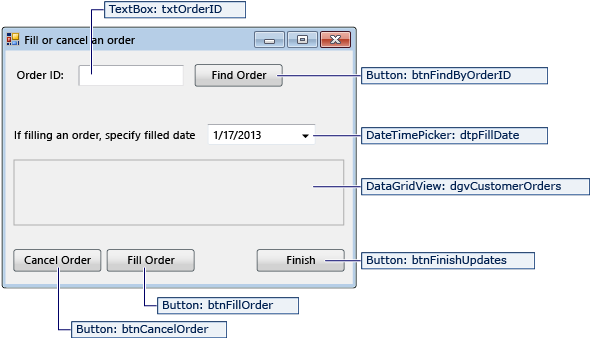 TextBox: txtOrderID
Fill or cancel an order
Order ID:
Find Order
Button: btnFindByOrderID
If filling an order, specify filled date
1/17/2013
DateTimePicker: dtpFillDate
DataGridView: dgvCustomerOrders
Cancel Order
Fill Order
Finish
Button: btnFinishUpdates
Button: btnFillOrder
Button: btnCancelOrder